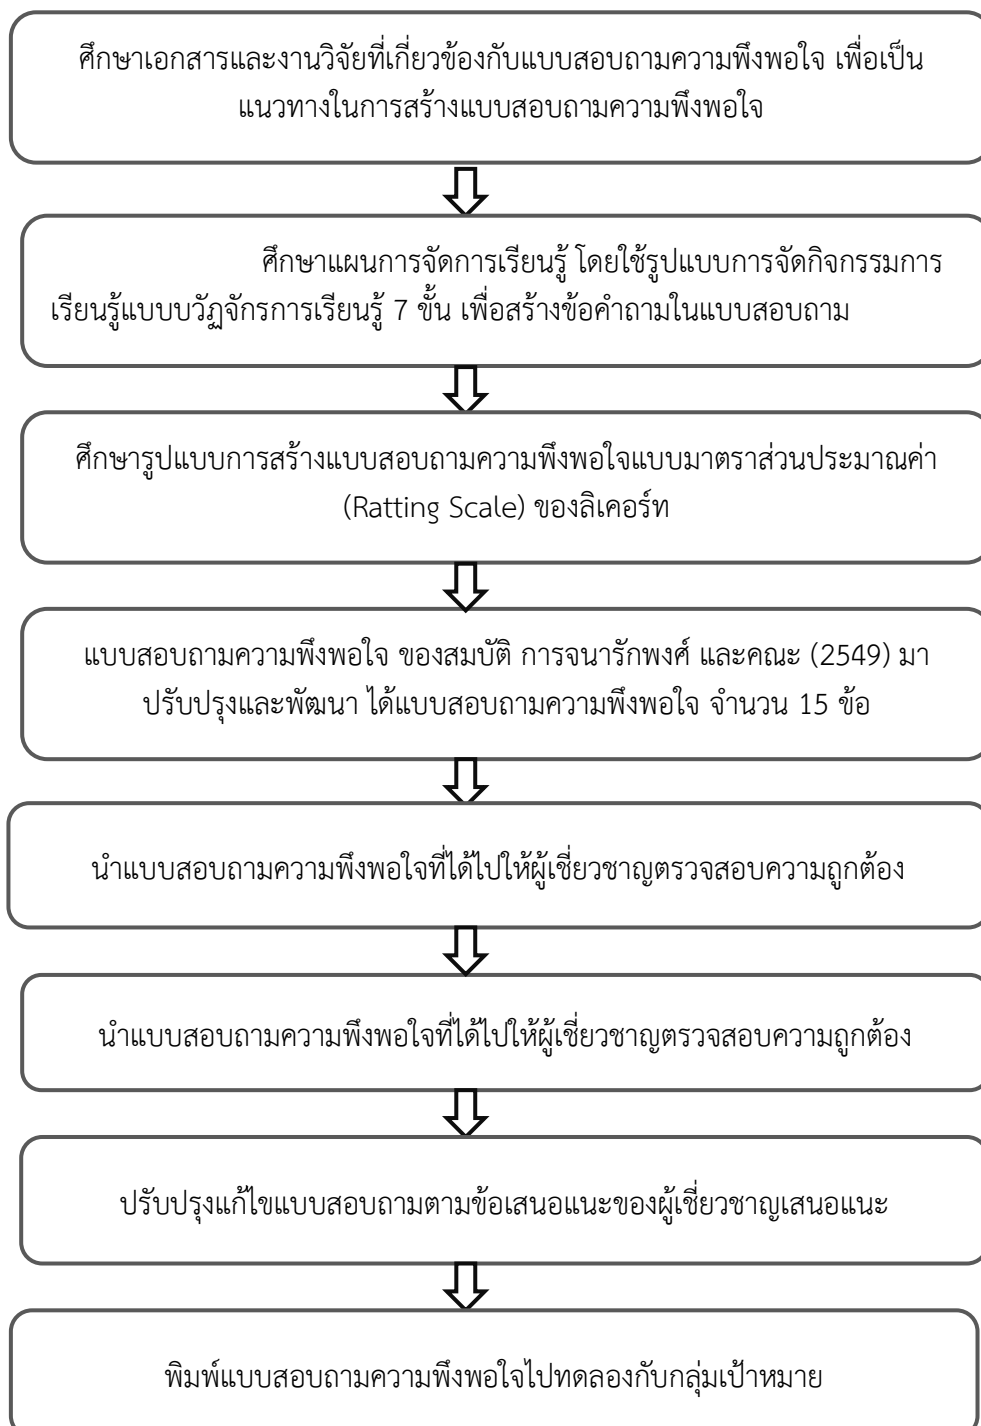 ศึกษาเอกสารและงานวิจัยที่เกี่ยวข้องกับแบบสอบถามความพึงพอใจ เพื่อเป็น
แนวทางในการสร้างแบบสอบถามความพึงพอใจ
ศึกษาแผนการจัดการเรียนรู้ โดยใช้รูปแบบการจัดกิจกรรมการ
เรียนรู้แบบบวัฏจักรการเรียนรู้ 7 ขั้น เพื่อสร้างข้อคำถามในแบบสอบถาม
ศึกษารูปแบบการสร้างแบบสอบถามความพึงพอใจแบบมาตราส่วนประมาณค่า
(Ratting Scale) ของลิเคอร์ท
แบบสอบถามความพึงพอใจ ของสมบัติ การจนารักพงศ์ และคณะ (2549) มา
ปรับปรุงและพัฒนา ได้แบบสอบถามความพึงพอใจ จำนวน 15 ข้อ
นำแบบสอบถามความพึงพอใจที่ได้ไปให้ผู้เชี่ยวชาญตรวจสอบความถูกต้อง
นำแบบสอบถามความพึงพอใจที่ได้ไปให้ผู้เชี่ยวชาญตรวจสอบความถูกต้อง
ปรับปรุงแก้ไขแบบสอบถามตามข้อเสนอแนะของผู้เชี่ยวชาญเสนอแนะ
พิมพ์แบบสอบถามความพึงพอใจไปทดลองกับกลุ่มเป้าหมาย